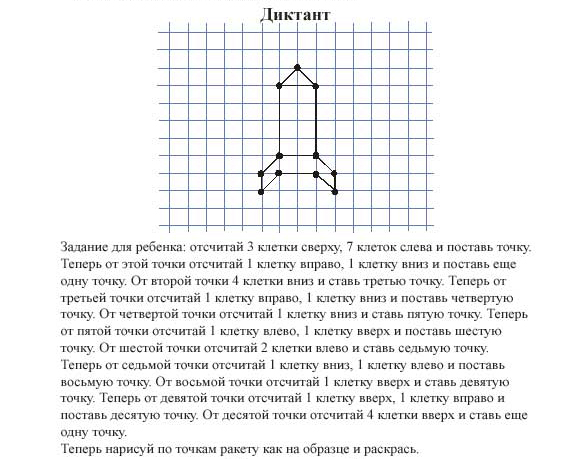 Диктант
Задание для ребенка: отсчитай 3 клетки сверху, 7 клеток слева и поставь точку.
Теперь от этой точки отсчитай 1 клетку вправо, 1 клетку вниз и поставь еще
одну точку. От второй точки 4 клетки вниз и ставь третью точку. Теперь от
третьей точки отсчитай 1 клетку вправо, 1 клетку вниз и поставь четвертую
точку. От четвертой точки отсчитай 1 клетку вниз и ставь пятую точку. Теперь
от пятой точки отсчитай 1 клетку влево, 1 клетку вверх и поставь шестую
точку. От шестой точки отсчитай 2 клетки влево и ставь седьмую точку.
Теперь от седьмой точки отсчитай 1 клетку вниз, 1 клетку влево и поставь
восьмую точку. От восьмой точки отсчитай 1 клетку вверх и ставь девятую
точку. Теперь от девятой точки отсчитай 1 клетку вверх, 1 клетку вправо и
поставь десятую точку. От десятой точки отсчитай 4 клетки вверх и ставь еще
одну точку.
Теперь нарисуй по точкам ракету как на образце и раскрась.